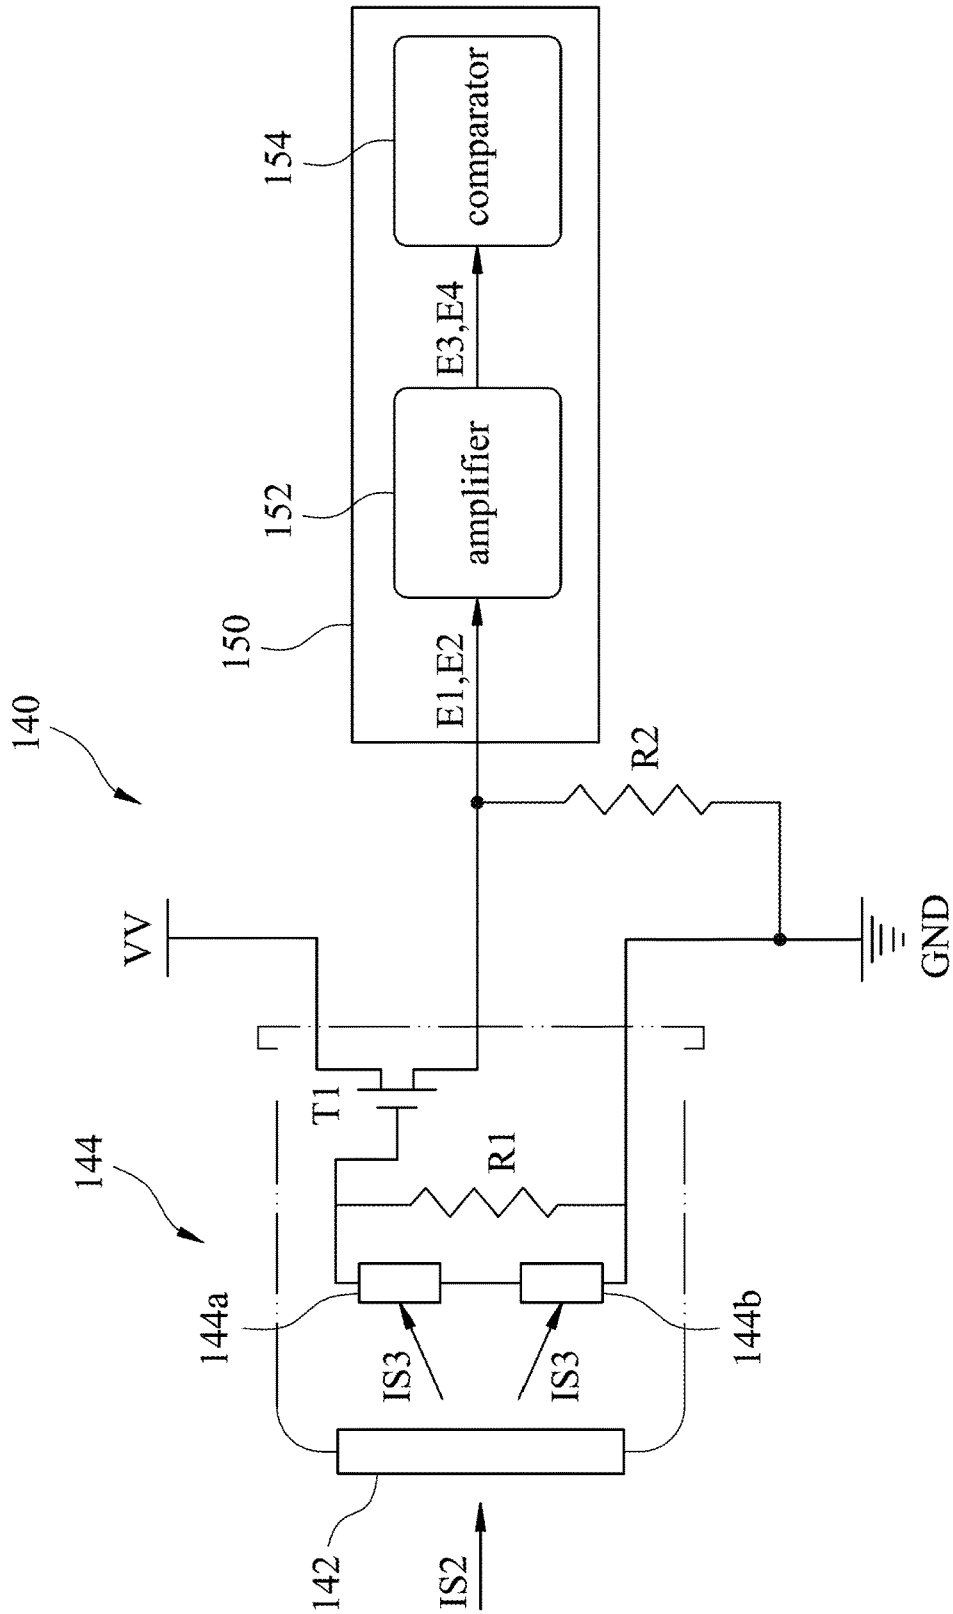 140
144
150
152
154
VV
142
144a
T1
E1,E2
amplifier
E3,E4
comparator
IS2
IS3
IS3
R1
R2
144b
GND